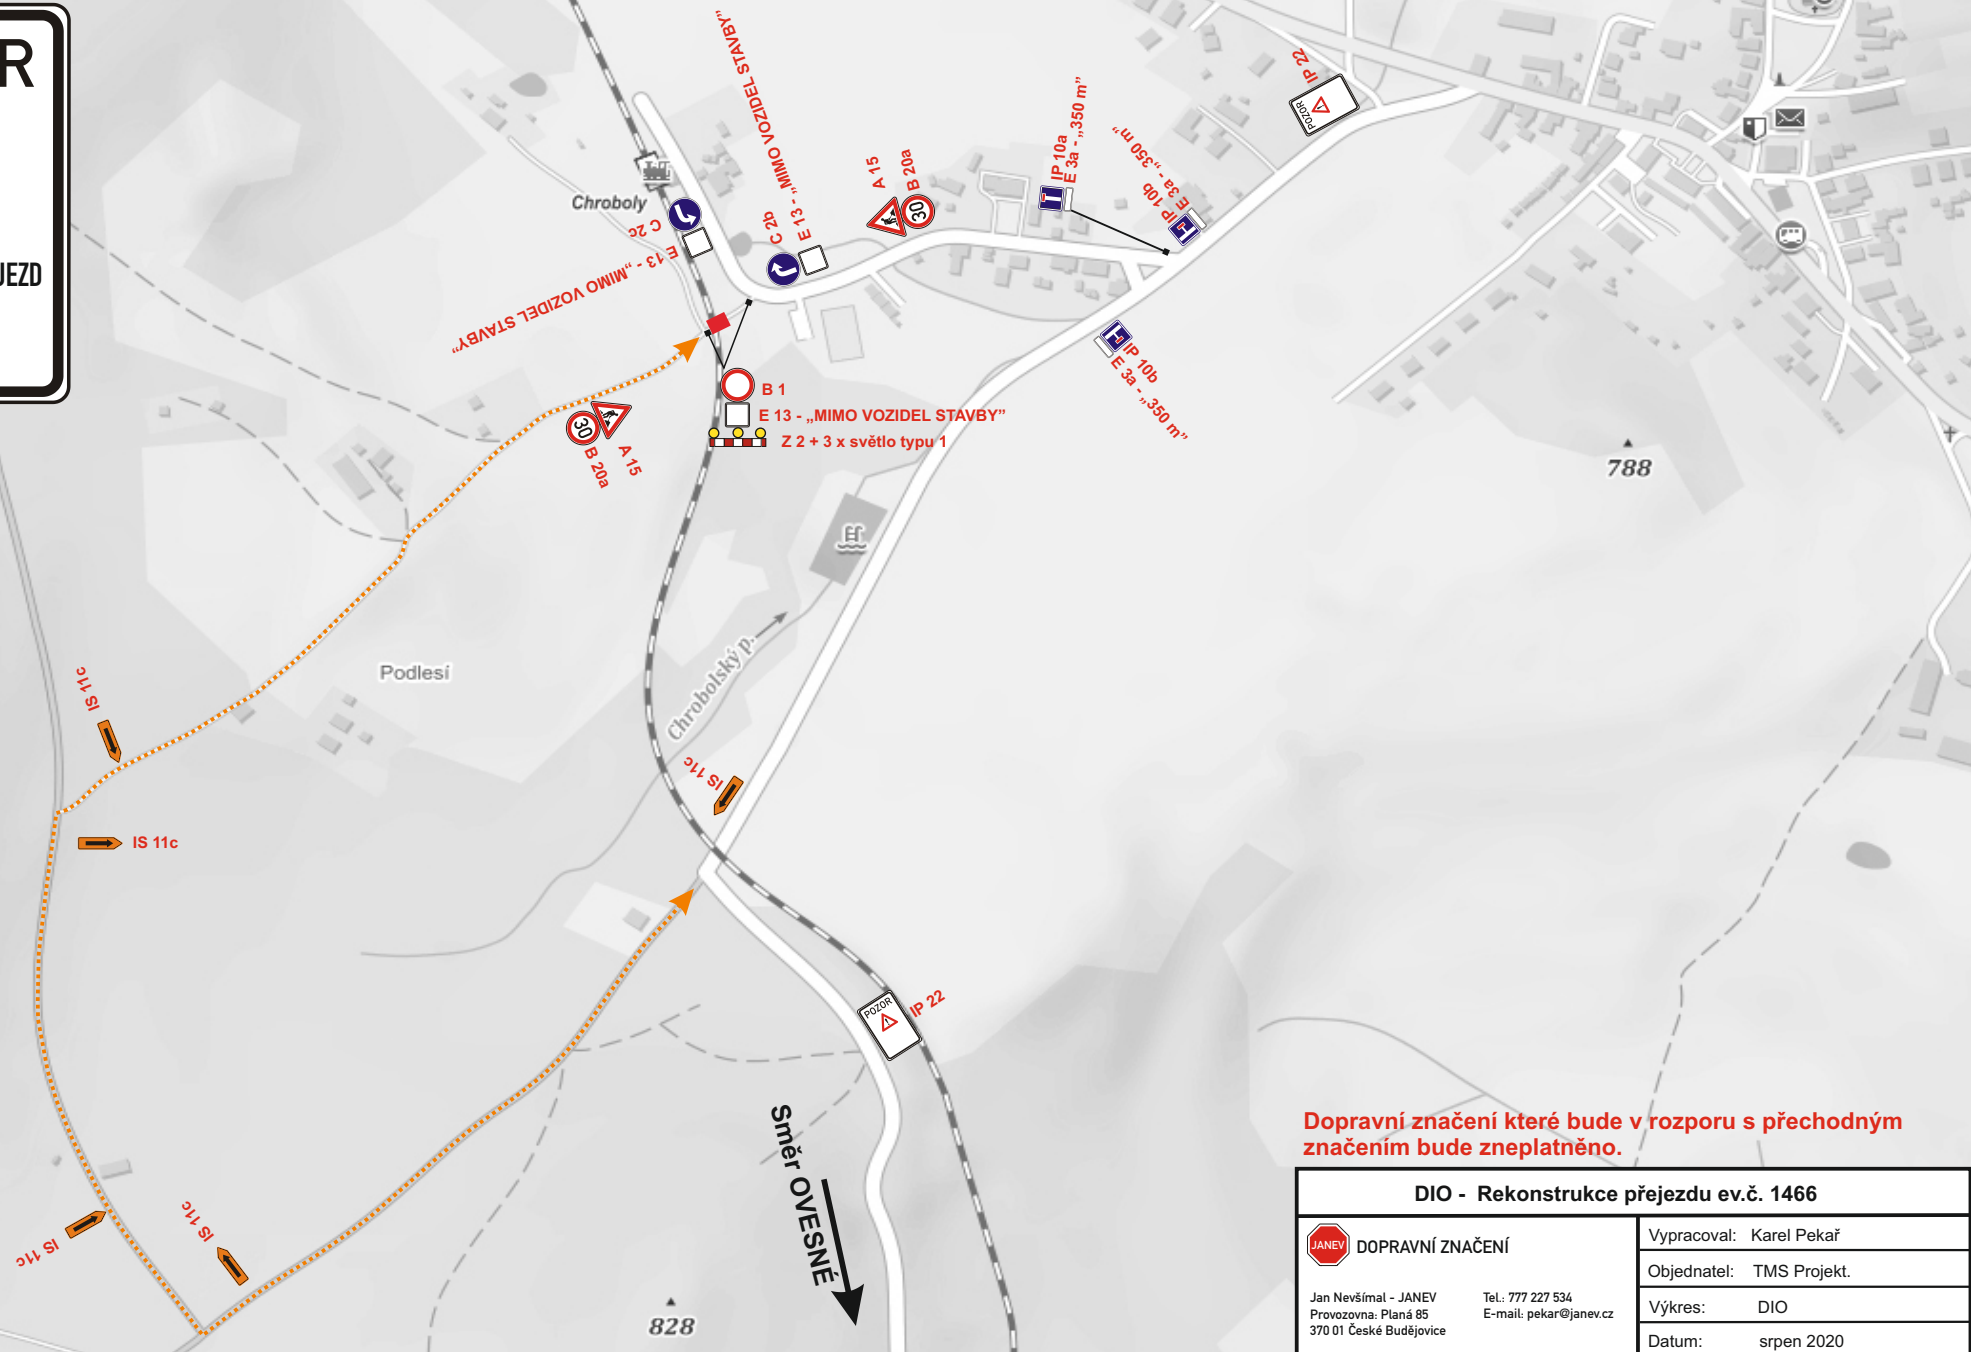 R
JEZD
E 13 - „MIMO VOZIDEL STAVBY”
C 2b
A 15
B 20a
30
IP 10a
E 3a - „350 m”
IP 10b
E 3a - „350 m”
IP 22
POZOR
Chroboly
C 2c
E 13 - „MIMO VOZIDEL STAVBY”
B 1
E 13 - „MIMO VOZIDEL STAVBY”
Z 2 + 3 x světlo typu 1
IP 10b
E 3a - „350 m”
30
B 20a
A 15
788
Podlesí
Chrobolský p.
IS 11c
IS 11c
IS 11c
POZOR
IP 22
Směr OVESNÉ
IS 11c
IS 11c
828
Dopravní značení které bude v rozporu s přechodným
značením bude zneplatněno.
DIO - Rekonstrukce přejezdu ev.č. 1466
JANEV DOPRAVNÍ ZNAČENÍ
Jan Nevšímal - JANEV
Provozovna: Planá 85
370 01 České Budějovice
Tel.: 777 227 534
E-mail: pekar@janev.cz
Vypracoval: Karel Pekař
Objednatel: TMS Projekt.
Výkres: DIO
Datum: srpen 2020